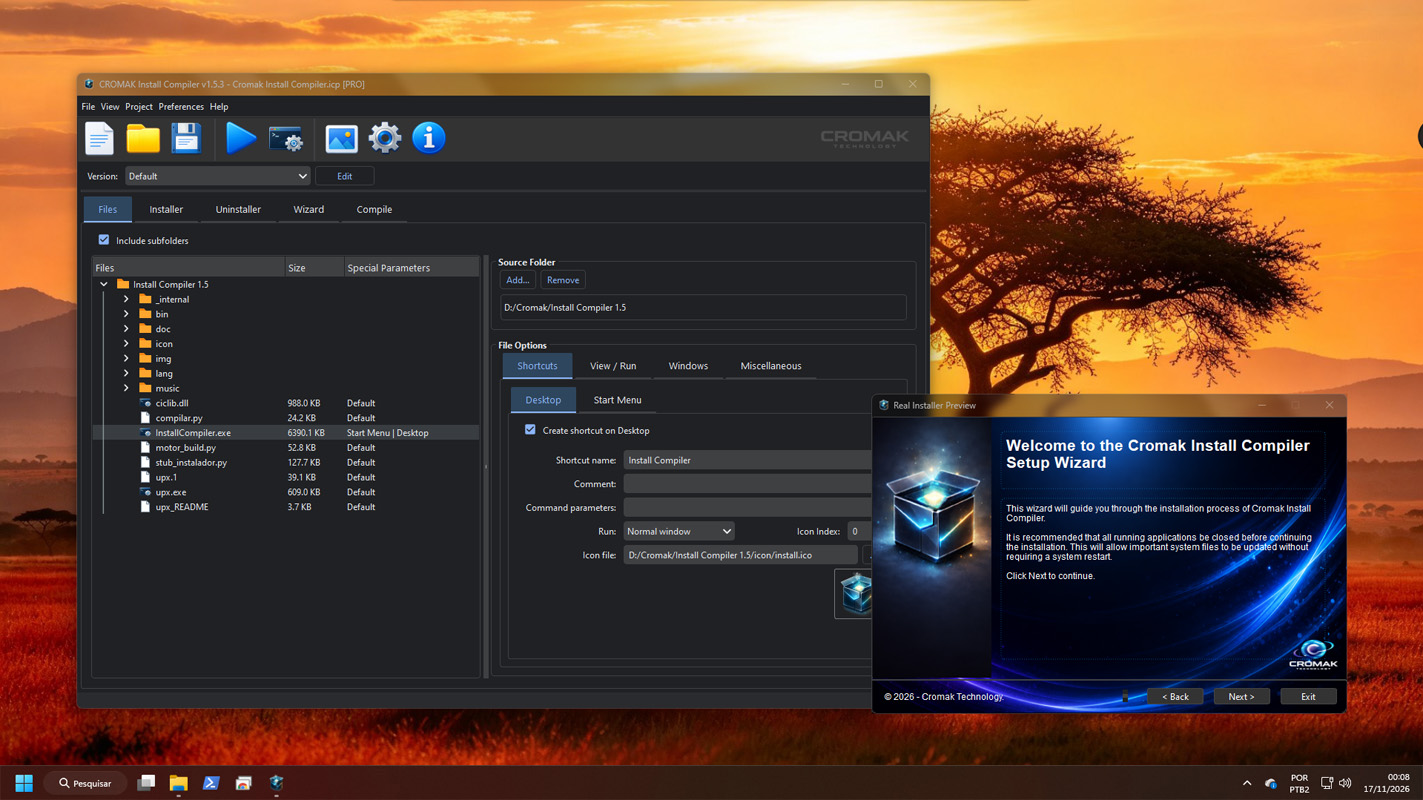 CROMAK Install Compiler v1.5.3 - Cromak Install Compiler.icp [PRO]
File View Project Preferences Help
CROMAK
TECHNOLOGY
Version: Default Edit
Files Installer Uninstaller Wizard Compile
Include subfolders
Files Size Special Parameters
Install Compiler 1.5
_internal
bin
doc
icon
img
lang
music
ciclib.dll 988.0 KB Default
compilar.py 24.2 KB Default
InstallCompiler.exe 6390.1 KB Start Menu | Desktop
motor_build.py 52.8 KB Default
stub_instalador.py 127.7 KB Default
upx.1 39.1 KB Default
upx.exe 609.0 KB Default
upx_README 3.7 KB Default
Source Folder
Add... Remove
D:/Cromak/Install Compiler 1.5
File Options
Shortcuts View / Run Windows Miscellaneous
Desktop Start Menu
Create shortcut on Desktop
Shortcut name: Install Compiler
Comment:
Command parameters:
Run: Normal window Icon Index: 0
Icon file: D:/Cromak/Install Compiler 1.5/icon/install.ico
Real Installer Preview
Welcome to the Cromak Install Compiler
Setup Wizard
This wizard will guide you through the installation process of Cromak Install
Compiler.
It is recommended that all running applications be closed before continuing
the installation. This will allow important system files to be updated without
requiring a system restart.
Click Next to continue.
CROMAK
TECHNOLOGY
© 2026 - Cromak Technology.
< Back Next > Exit
Pesquisar
POR
PTB2
00:08
17/11/2026